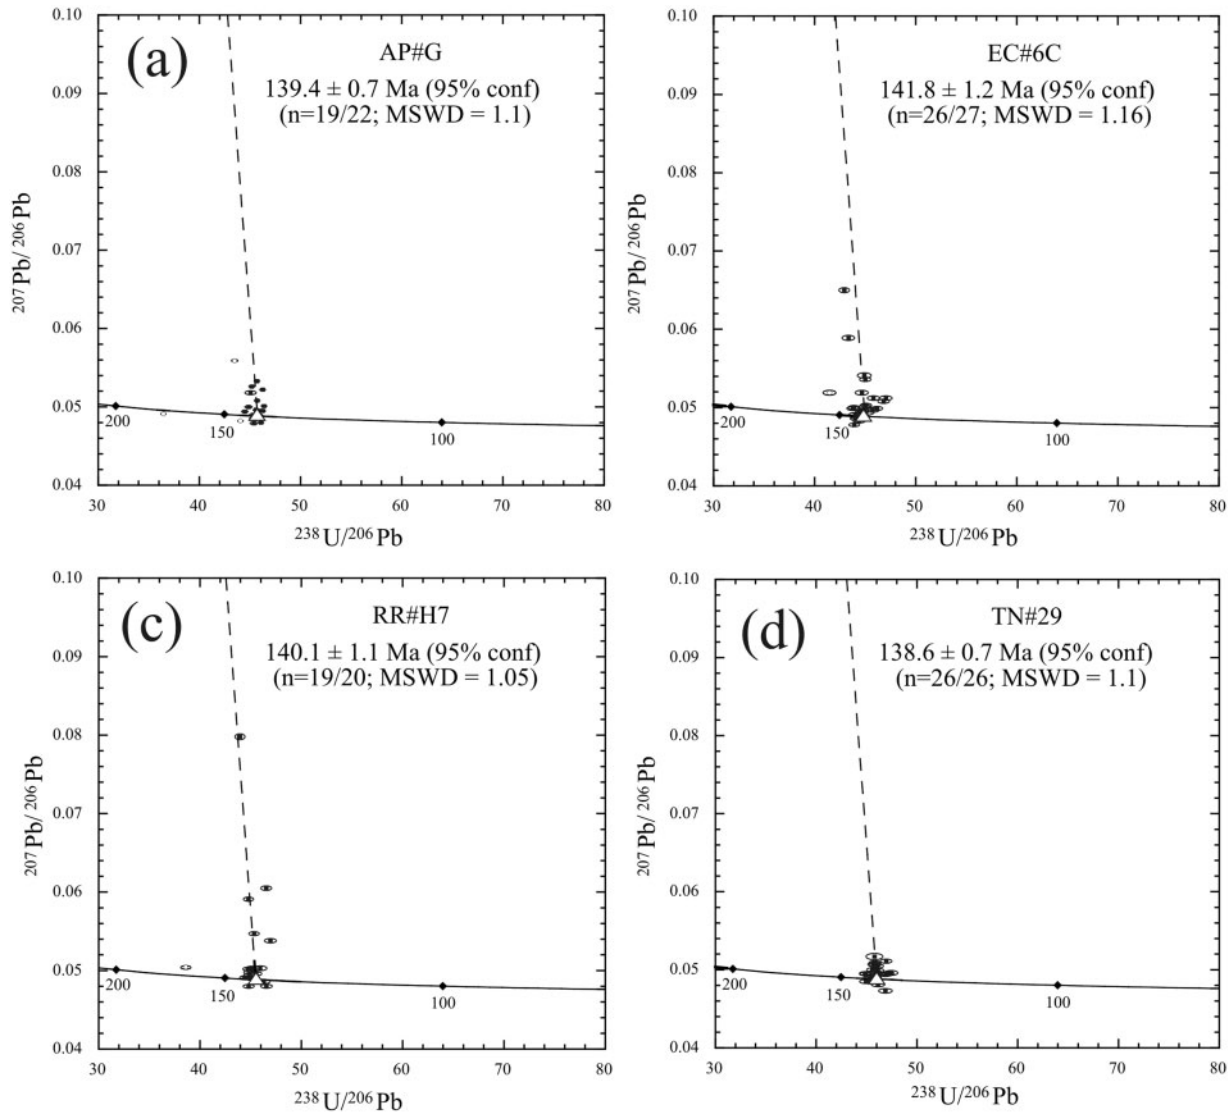 (a)
AP#G
139.4 ± 0.7 Ma (95% conf)
(n=19/22; MSWD = 1.1)
0.10
0.09
0.08
0.07
0.06
0.05
0.04
207Pb/ 206Pb
200
150
100
30 40 50 60 70 80
238U/206Pb
EC#6C
141.8 ± 1.2 Ma (95% conf)
(n=26/27; MSWD = 1.16)
0.10
0.09
0.08
0.07
0.06
0.05
0.04
207Pb/ 206Pb
200
150
100
30 40 50 60 70 80
238U/206Pb
(c)
RR#H7
140.1 ± 1.1 Ma (95% conf)
(n=19/20; MSWD = 1.05)
0.10
0.09
0.08
0.07
0.06
0.05
0.04
207Pb/ 206Pb
200
150
100
30 40 50 60 70 80
238U/206Pb
(d)
TN#29
138.6 ± 0.7 Ma (95% conf)
(n=26/26; MSWD = 1.1)
0.10
0.09
0.08
0.07
0.06
0.05
0.04
207Pb/ 206Pb
200
150
100
30 40 50 60 70 80
238U/206Pb